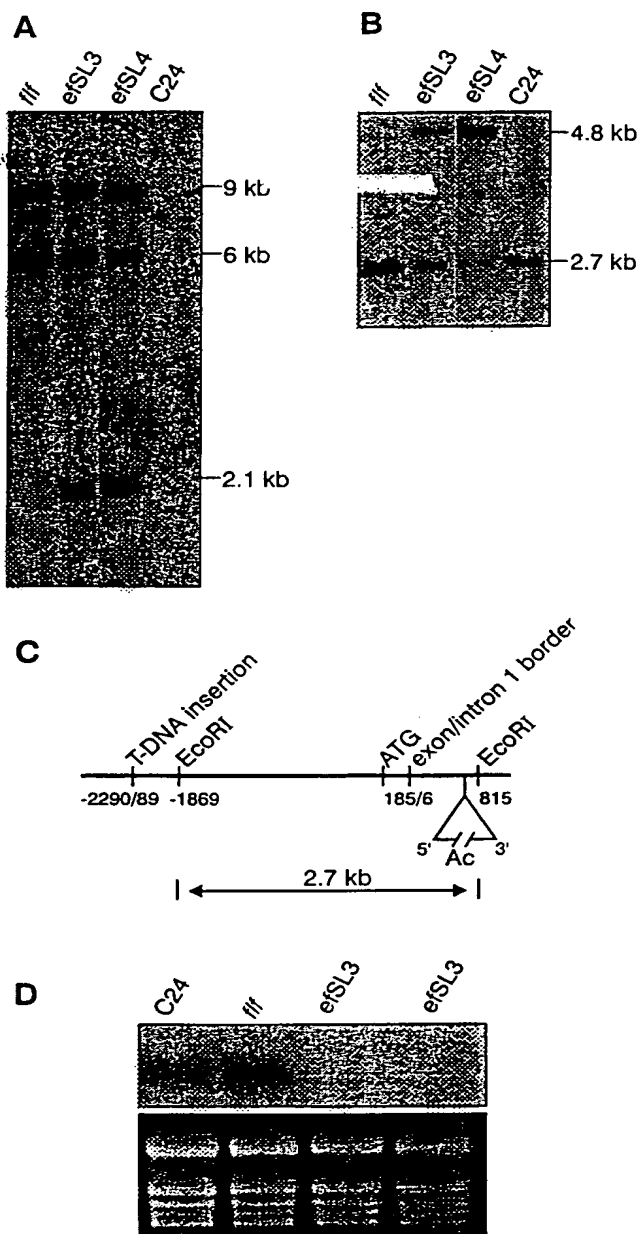 A
flf efSL3 efSL4 C24
9 kb
6 kb
2.1 kb
B
flf efSL3 efSL4 C24
4.8 kb
2.7 kb
C
T-DNA insertion EcoRI ATG exon/intron 1 border EcoRI
-2290/89 -1869 185/6 815
5' Ac 3'
2.7 kb
D
C24 flf efSL3 efSL3